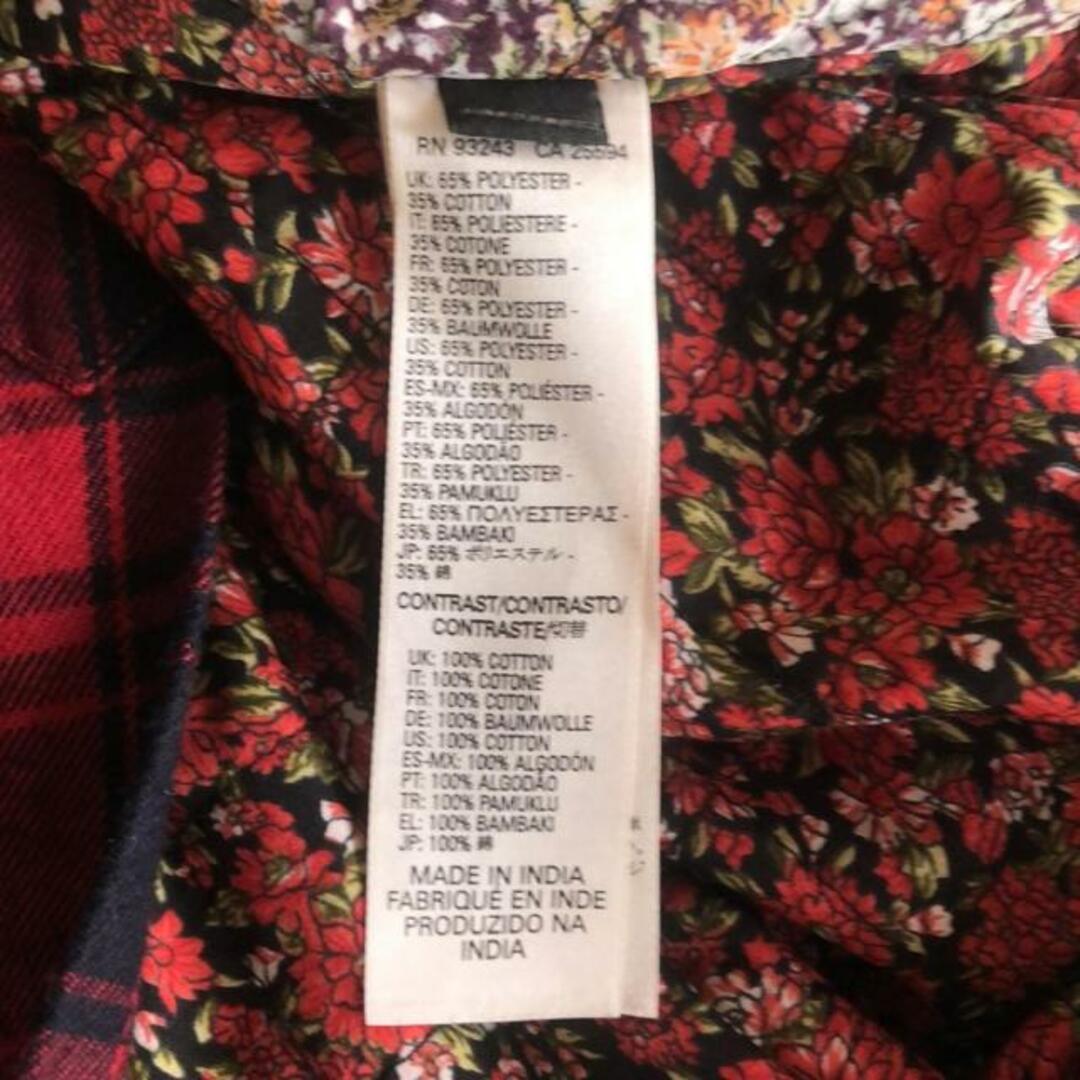 RN 93243 CA 25594
UK: 65% POLYESTER -
35% COTTON
IT: 65% POLIESTERE -
35% COTONE
FR: 65% POLYESTER -
35% COTON
DE: 65% POLYESTER -
35% BAUMWOLLE
US: 65% POLYESTER -
35% COTTON
ES-MX: 65% POLIÉSTER -
35% ALGODÓN
PT: 65% POLIÉSTER -
35% ALGODÃO
TR: 65% POLYESTER -
35% PAMUKLU
EL: 65% ΠΟΛΥΕΣΤΕΡΑΣ -
35% BAMBAKI
JP: 65% ポリエステル -
35% 綿
CONTRAST/CONTRASTO/
CONTRASTE/切替
UK: 100% COTTON
IT: 100% COTONE
FR: 100% COTON
DE: 100% BAUMWOLLE
US: 100% COTTON
ES-MX: 100% ALGODÓN
PT: 100% ALGODÃO
TR: 100% PAMUKLU
EL: 100% BAMBAKI
JP: 100% 綿
MADE IN INDIA
FABRIQUÉ EN INDE
PRODUZIDO NA
INDIA